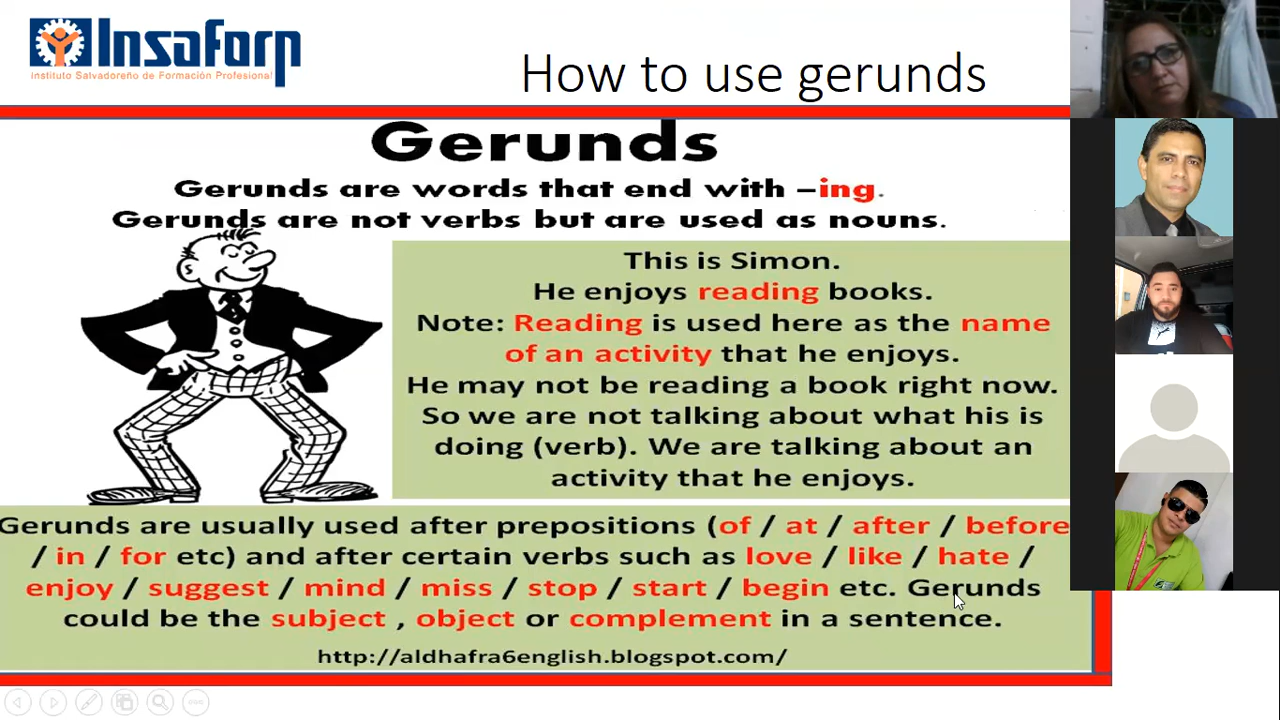 Insaforp
Instituto Salvadoreño de Formación Profesional
How to use gerunds
Gerunds
Gerunds are words that end with –ing.
Gerunds are not verbs but are used as nouns.
This is Simon.
He enjoys reading books.
Note: Reading is used here as the name
of an activity that he enjoys.
He may not be reading a book right now.
So we are not talking about what his is
doing (verb). We are talking about an
activity that he enjoys.
Gerunds are usually used after prepositions (of / at / after / before
/ in / for etc) and after certain verbs such as love / like / hate /
enjoy / suggest / mind / miss / stop / start / begin etc. Gerunds
could be the subject , object or complement in a sentence.
http://aldhafra6english.blogspot.com/